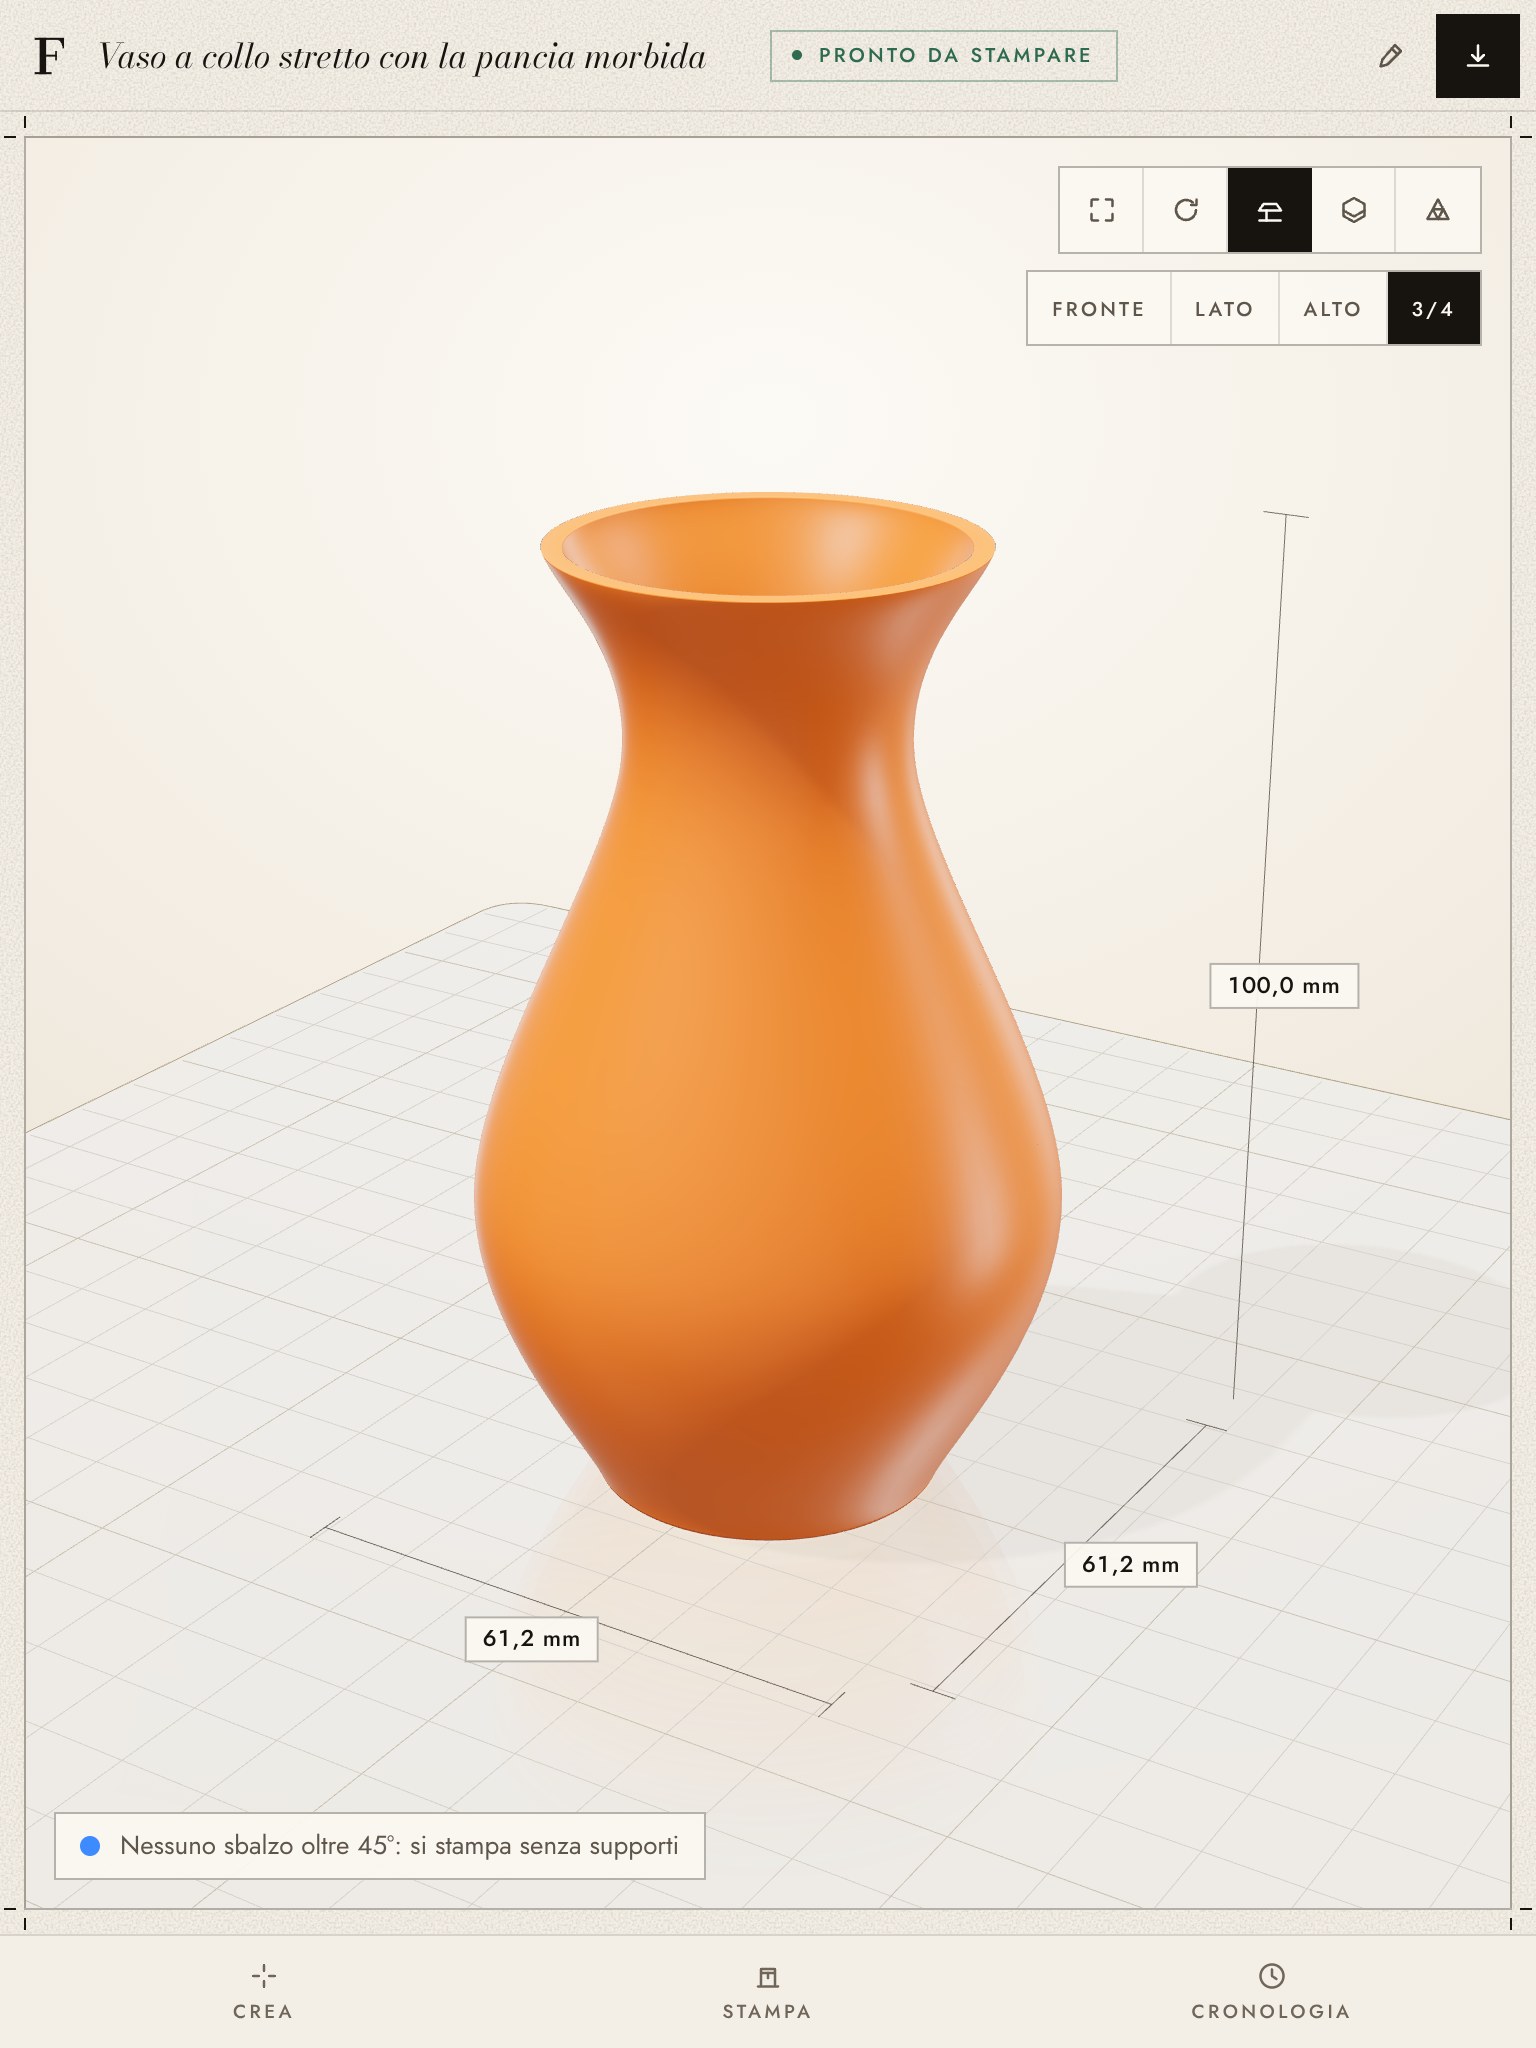 F
Vaso a collo stretto con la pancia morbida
PRONTO DA STAMPARE
FRONTE LATO ALTO 3/4
100,0 mm
61,2 mm
61,2 mm
Nessuno sbalzo oltre 45°: si stampa senza supporti
CREA STAMPA CRONOLOGIA